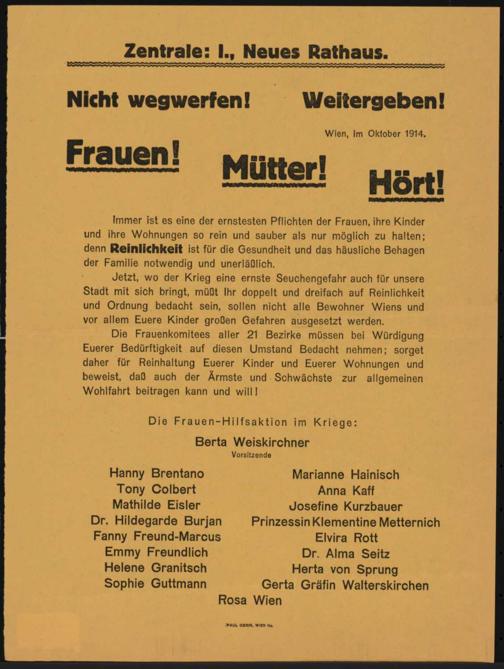 Zentrale: I., Neues Rathaus.
Nicht wegwerfen! Weitergeben!
Wien, im Oktober 1914.
Frauen! Mütter! Hört!
Immer ist es eine der ernstesten Pflichten der Frauen, ihre Kinder
und ihre Wohnungen so rein und sauber als nur möglich zu halten;
denn Reinlichkeit ist für die Gesundheit und das häusliche Behagen
der Familie notwendig und unerläßlich.
Jetzt, wo der Krieg eine ernste Seuchengefahr auch für unsere
Stadt mit sich bringt, müßt Ihr doppelt und dreifach auf Reinlichkeit
und Ordnung bedacht sein, sollen nicht alle Bewohner Wiens und
vor allem Euere Kinder großen Gefahren ausgesetzt werden.
Die Frauenkomitees aller 21 Bezirke müssen bei Würdigung
Euerer Bedürftigkeit auf diesen Umstand Bedacht nehmen; sorget
daher für Reinhaltung Euerer Kinder und Euerer Wohnungen und
beweist, daß auch der Ärmste und Schwächste zur allgemeinen
Wohlfahrt beitragen kann und will!
Die Frauen-Hilfsaktion im Kriege:
Berta Weiskirchner
Vorsitzende
Hanny Brentano Marianne Hainisch
Tony Colbert Anna Kaff
Mathilde Eisler Josefine Kurzbauer
Dr. Hildegarde Burjan Prinzessin Klementine Metternich
Fanny Freund-Marcus Elvira Rott
Emmy Freundlich Dr. Alma Seitz
Helene Granitsch Herta von Sprung
Sophie Guttmann Gerta Gräfin Walterskirchen
Rosa Wien
PAUL GERIN, WIEN